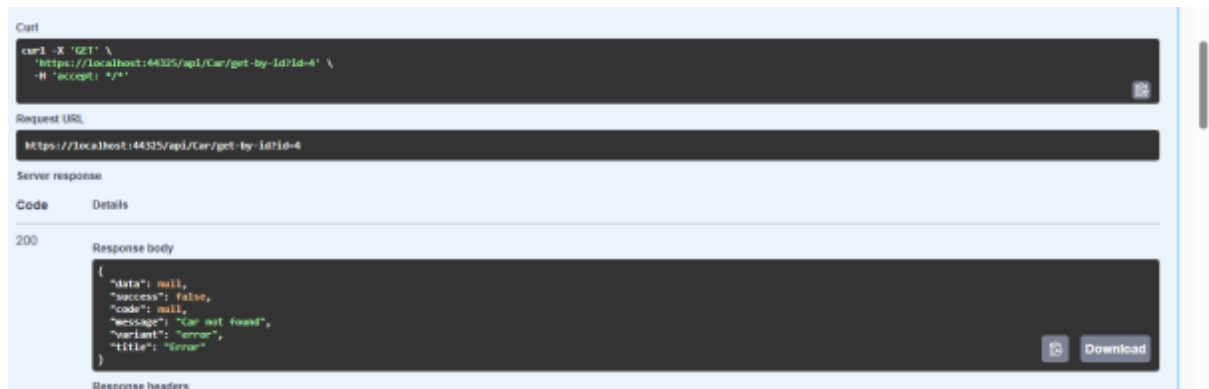 Curl
curl -X 'GET' \
'https://localhost:44325/api/Car/get-by-id?id=4' \
-H 'accept: */*'
Request URL
https://localhost:44325/api/Car/get-by-id?id=4
Server response
Code Details
200
Response body
{
"data": null,
"success": false,
"code": null,
"message": "Car not found",
"variant": "error",
"title": "Error"
}
Download
Response headers